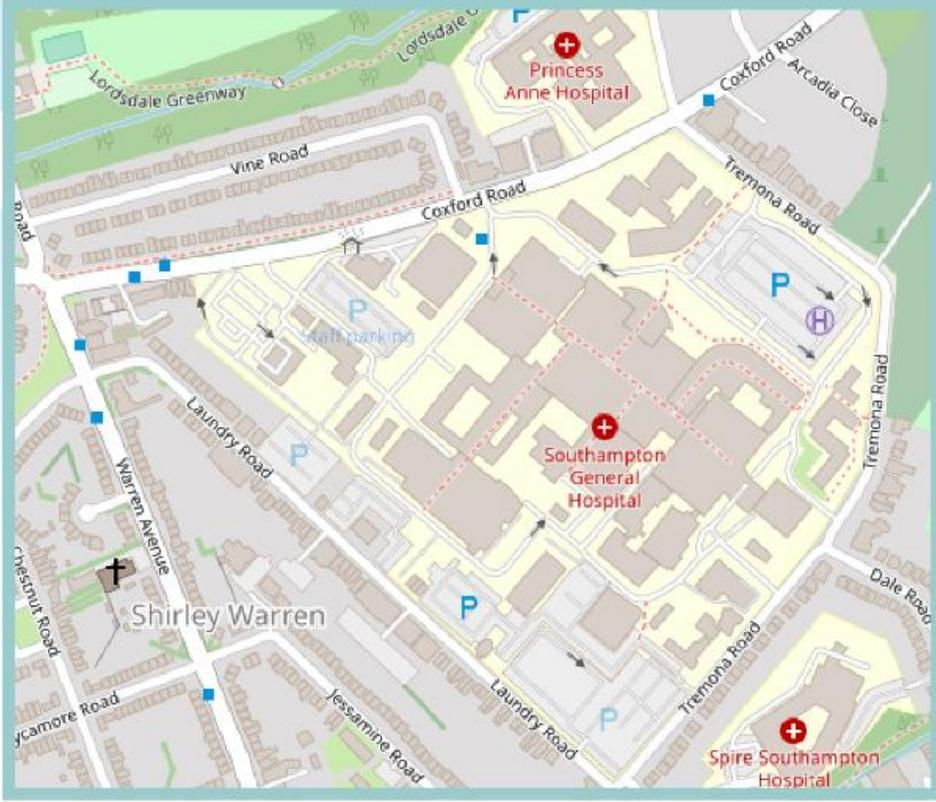 P
Lordsdale G
Princess
Anne Hospital
Coxford Road
Arcadia Close
Lordsdale Greenway
Vine Road
Tremona Road
Coxford Road
Road
P
H
P
Staff parking
Tremona Road
Laundry Road
P
Southampton
General
Hospital
Warren Avenue
Chestnut Road
Dale Road
P
Shirley Warren
Tremona Road
Laundry Road
P
ycamore Road
Jessamine Road
Spire Southampton
Hospital